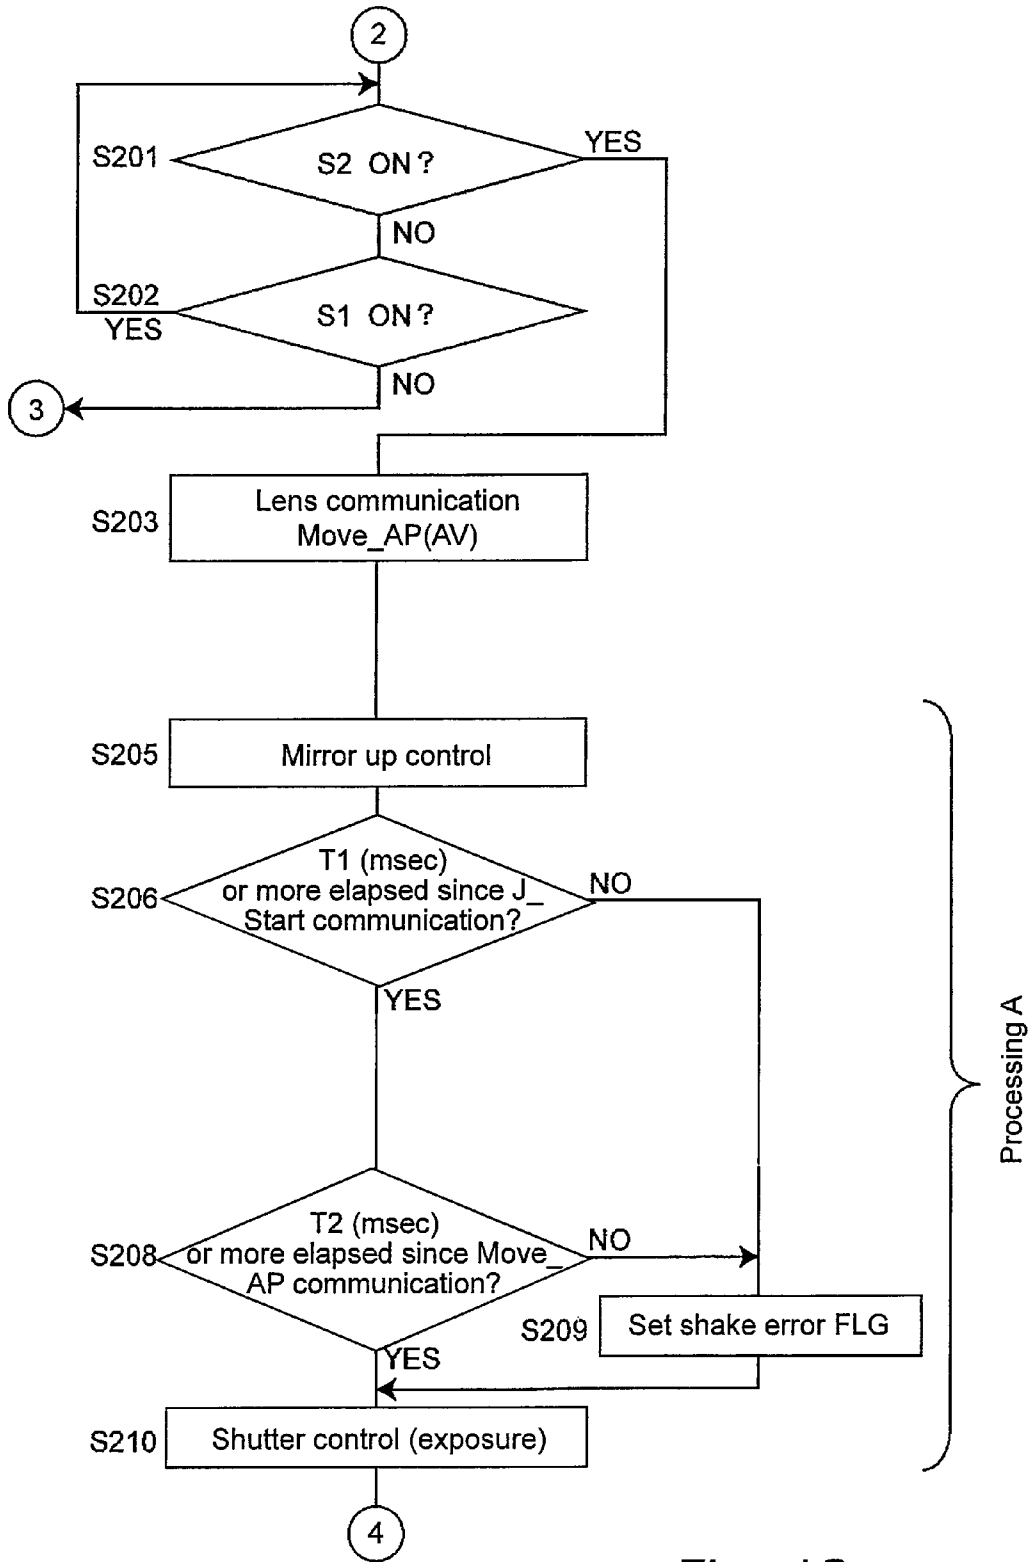 2
S201
S2 ON?
YES
NO
S202
S1 ON?
YES
NO
3
S203
Lens communication
Move_AP(AV)
S205
Mirror up control
S206
T1 (msec)
or more elapsed since J_
Start communication?
NO
YES
Processing A
S208
T2 (msec)
or more elapsed since Move_
AP communication?
NO
YES
S209
Set shake error FLG
S210
Shutter control (exposure)
4